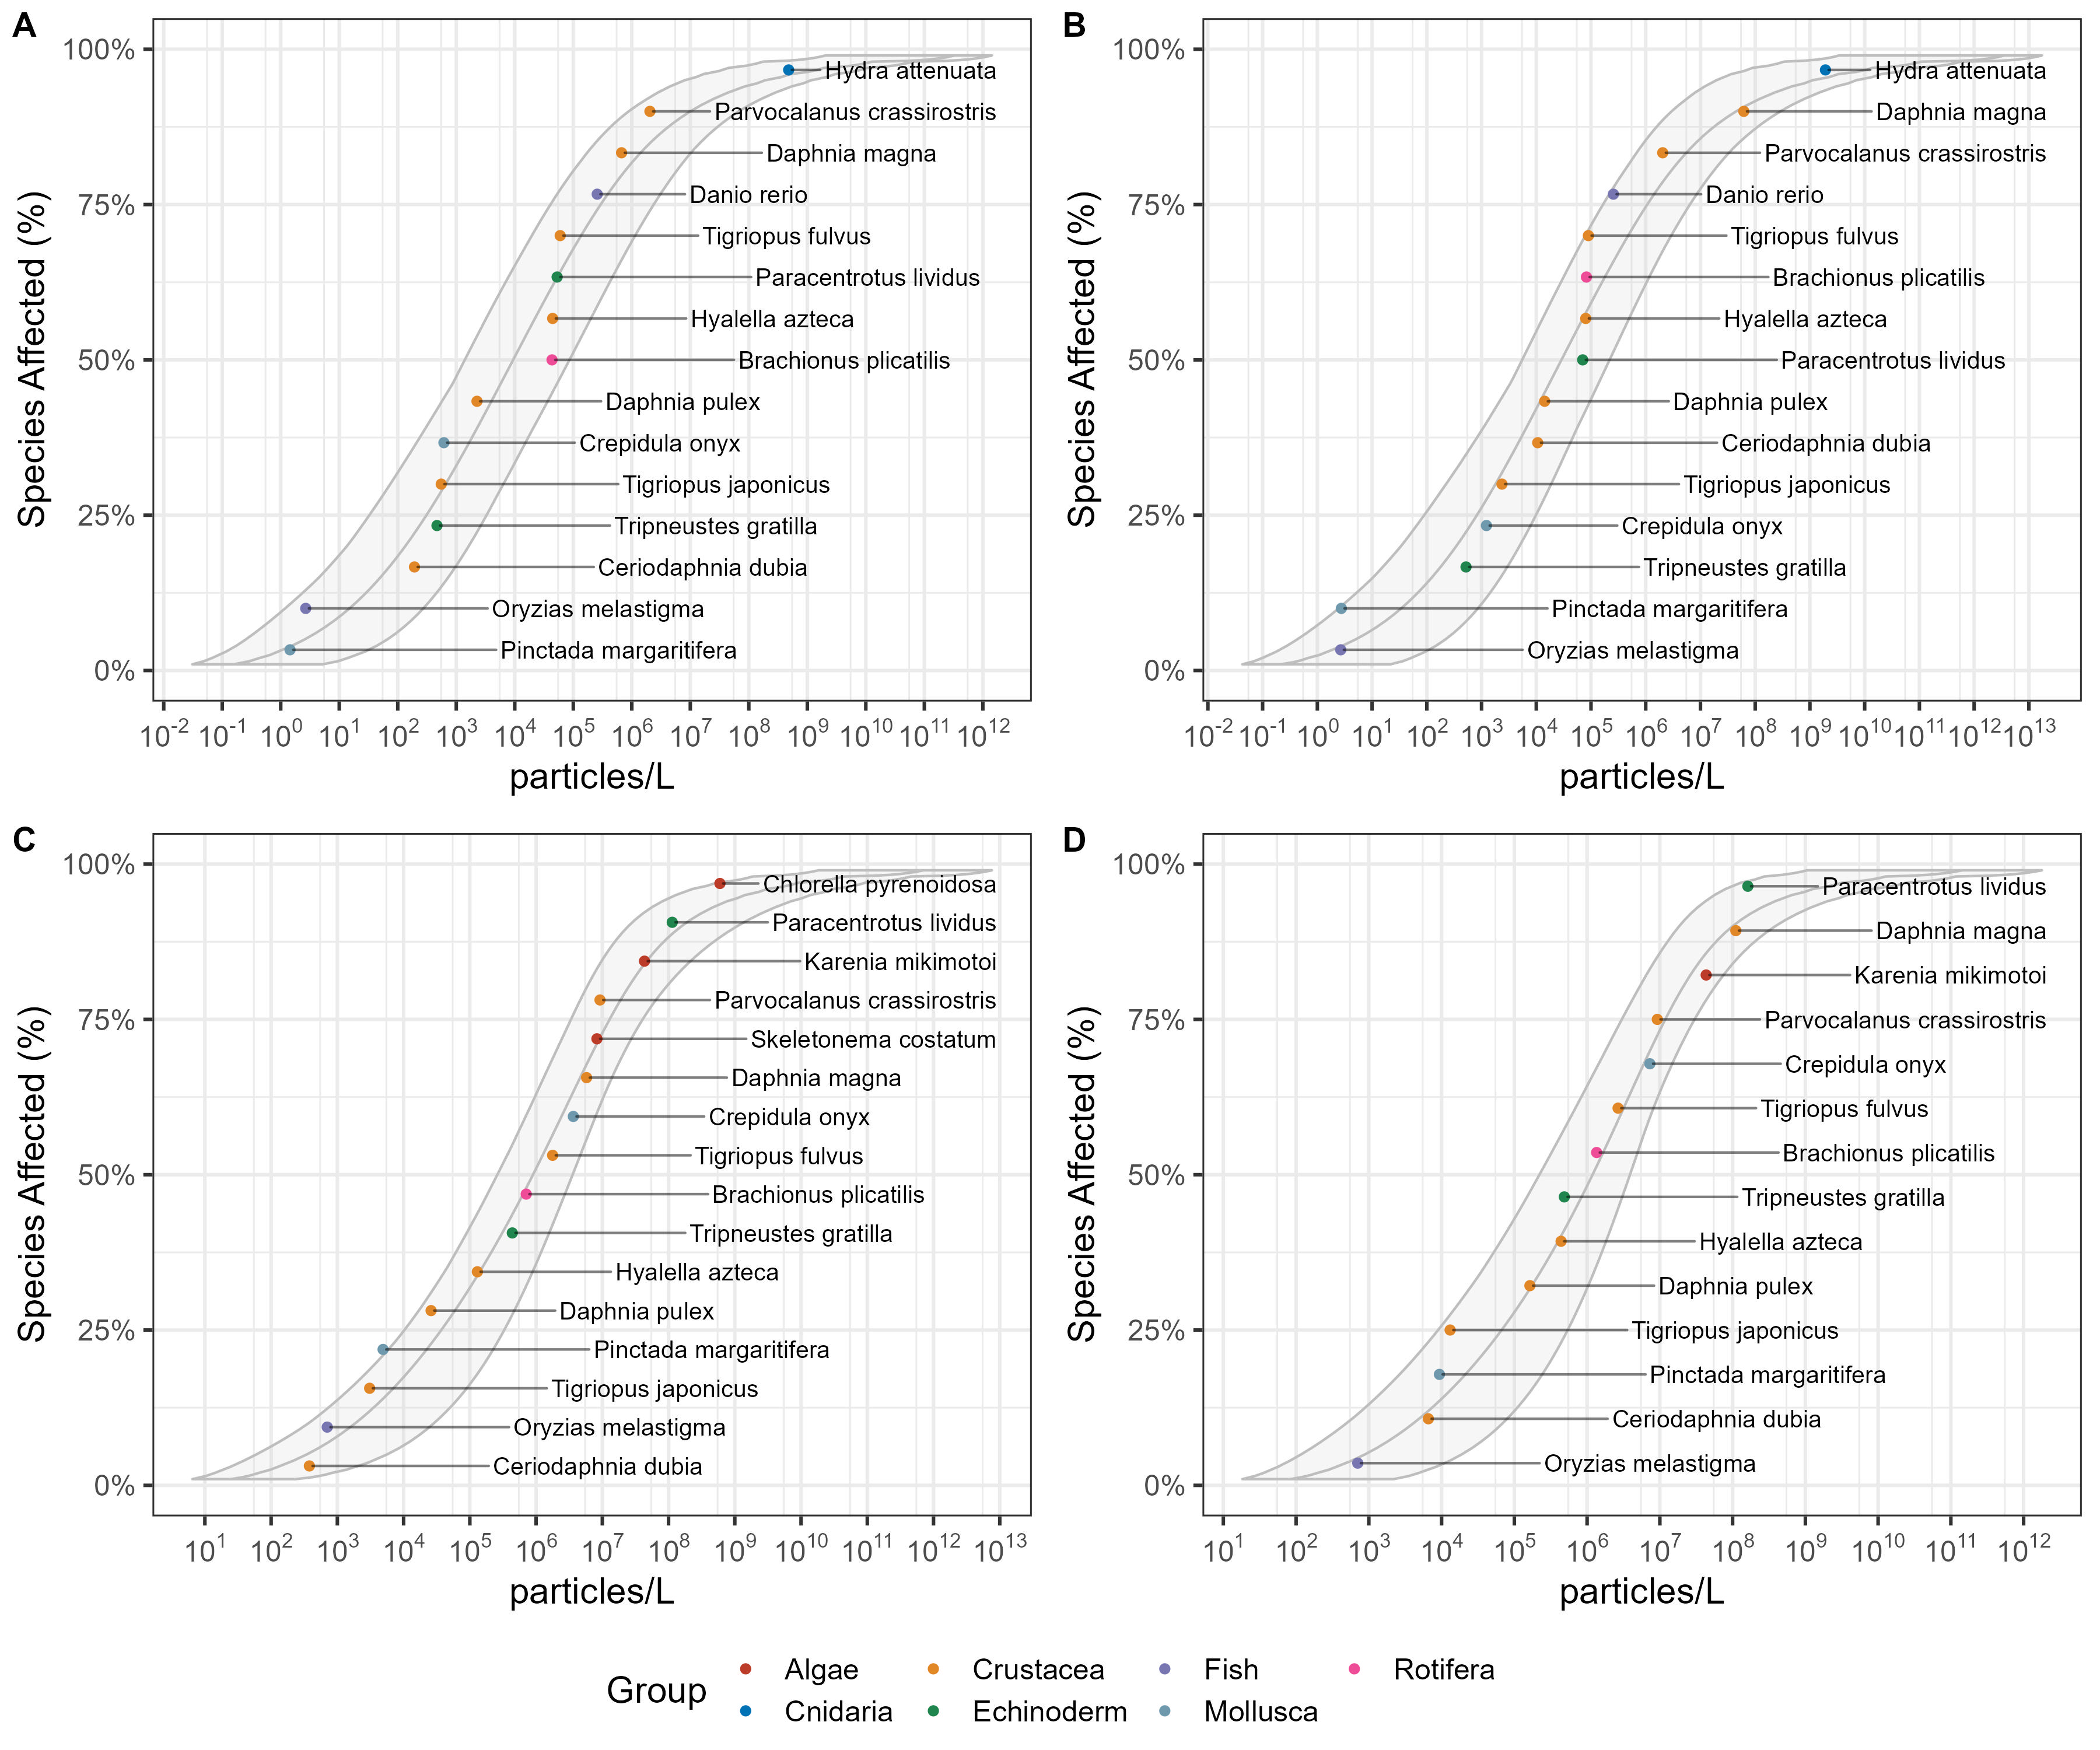 A
B
100%
75%
50%
25%
0%
Species Affected (%)
Hydra attenuata
Parvocalanus crassirostris
Daphnia magna
Danio rerio
Tigriopus fulvus
Paracentrotus lividus
Hyalella azteca
Brachionus plicatilis
Daphnia pulex
Crepidula onyx
Tigriopus japonicus
Tripneustes gratilla
Ceriodaphnia dubia
Oryzias melastigma
Pinctada margaritifera
10⁻² 10⁻¹ 10⁰ 10¹ 10² 10³ 10⁴ 10⁵ 10⁶ 10⁷ 10⁸ 10⁹ 10¹⁰ 10¹¹ 10¹²
particles/L
100%
75%
50%
25%
0%
Species Affected (%)
Hydra attenuata
Daphnia magna
Parvocalanus crassirostris
Danio rerio
Tigriopus fulvus
Brachionus plicatilis
Hyalella azteca
Paracentrotus lividus
Daphnia pulex
Ceriodaphnia dubia
Tigriopus japonicus
Crepidula onyx
Tripneustes gratilla
Pinctada margaritifera
Oryzias melastigma
10⁻² 10⁻¹ 10⁰ 10¹ 10² 10³ 10⁴ 10⁵ 10⁶ 10⁷ 10⁸ 10⁹ 10¹⁰ 10¹¹ 10¹² 10¹³
particles/L
C
D
100%
75%
50%
25%
0%
Species Affected (%)
Chlorella pyrenoidosa
Paracentrotus lividus
Karenia mikimotoi
Parvocalanus crassirostris
Skeletonema costatum
Daphnia magna
Crepidula onyx
Tigriopus fulvus
Brachionus plicatilis
Tripneustes gratilla
Hyalella azteca
Daphnia pulex
Pinctada margaritifera
Tigriopus japonicus
Oryzias melastigma
Ceriodaphnia dubia
10¹ 10² 10³ 10⁴ 10⁵ 10⁶ 10⁷ 10⁸ 10⁹ 10¹⁰ 10¹¹ 10¹² 10¹³
particles/L
100%
75%
50%
25%
0%
Species Affected (%)
Paracentrotus lividus
Daphnia magna
Karenia mikimotoi
Parvocalanus crassirostris
Crepidula onyx
Tigriopus fulvus
Brachionus plicatilis
Tripneustes gratilla
Hyalella azteca
Daphnia pulex
Tigriopus japonicus
Pinctada margaritifera
Ceriodaphnia dubia
Oryzias melastigma
10¹ 10² 10³ 10⁴ 10⁵ 10⁶ 10⁷ 10⁸ 10⁹ 10¹⁰ 10¹¹ 10¹²
particles/L
Group
Algae Crustacea Fish Rotifera
Cnidaria Echinoderm Mollusca